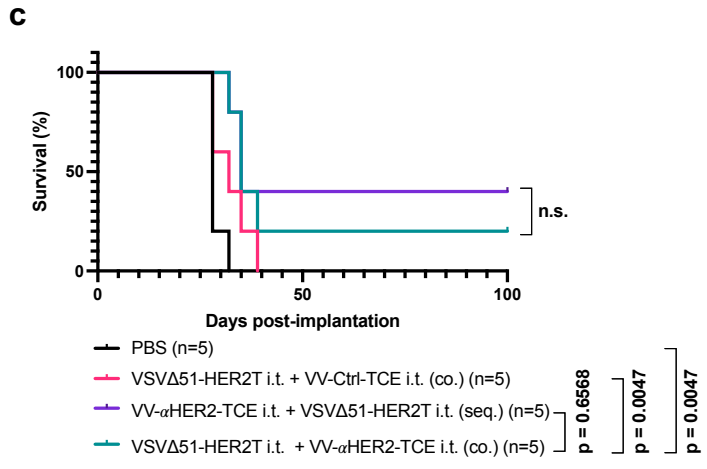 c
100
50
0
Survival (%)
0 50 100
Days post-implantation
n.s.
PBS (n=5)
VSVΔ51-HER2T i.t. + VV-Ctrl-TCE i.t. (co.) (n=5)
VV-αHER2-TCE i.t. + VSVΔ51-HER2T i.t. (seq.) (n=5)
VSVΔ51-HER2T i.t. + VV-αHER2-TCE i.t. (co.) (n=5)
p = 0.6568
p = 0.0047
p = 0.0047